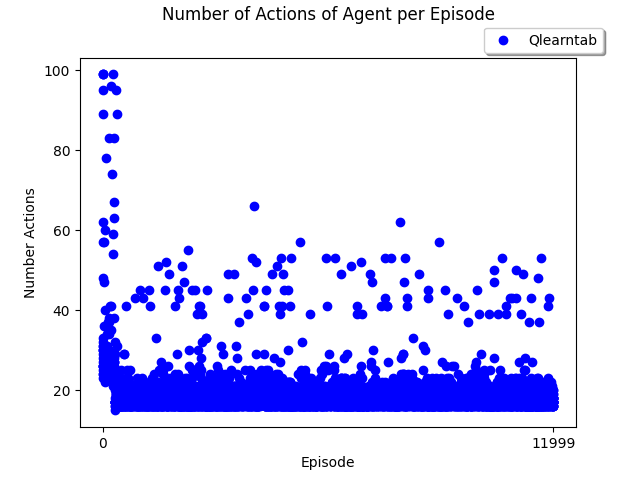 Number of Actions of Agent per Episode
Qlearntab
100
80
60
40
20
Number Actions
0
11999
Episode